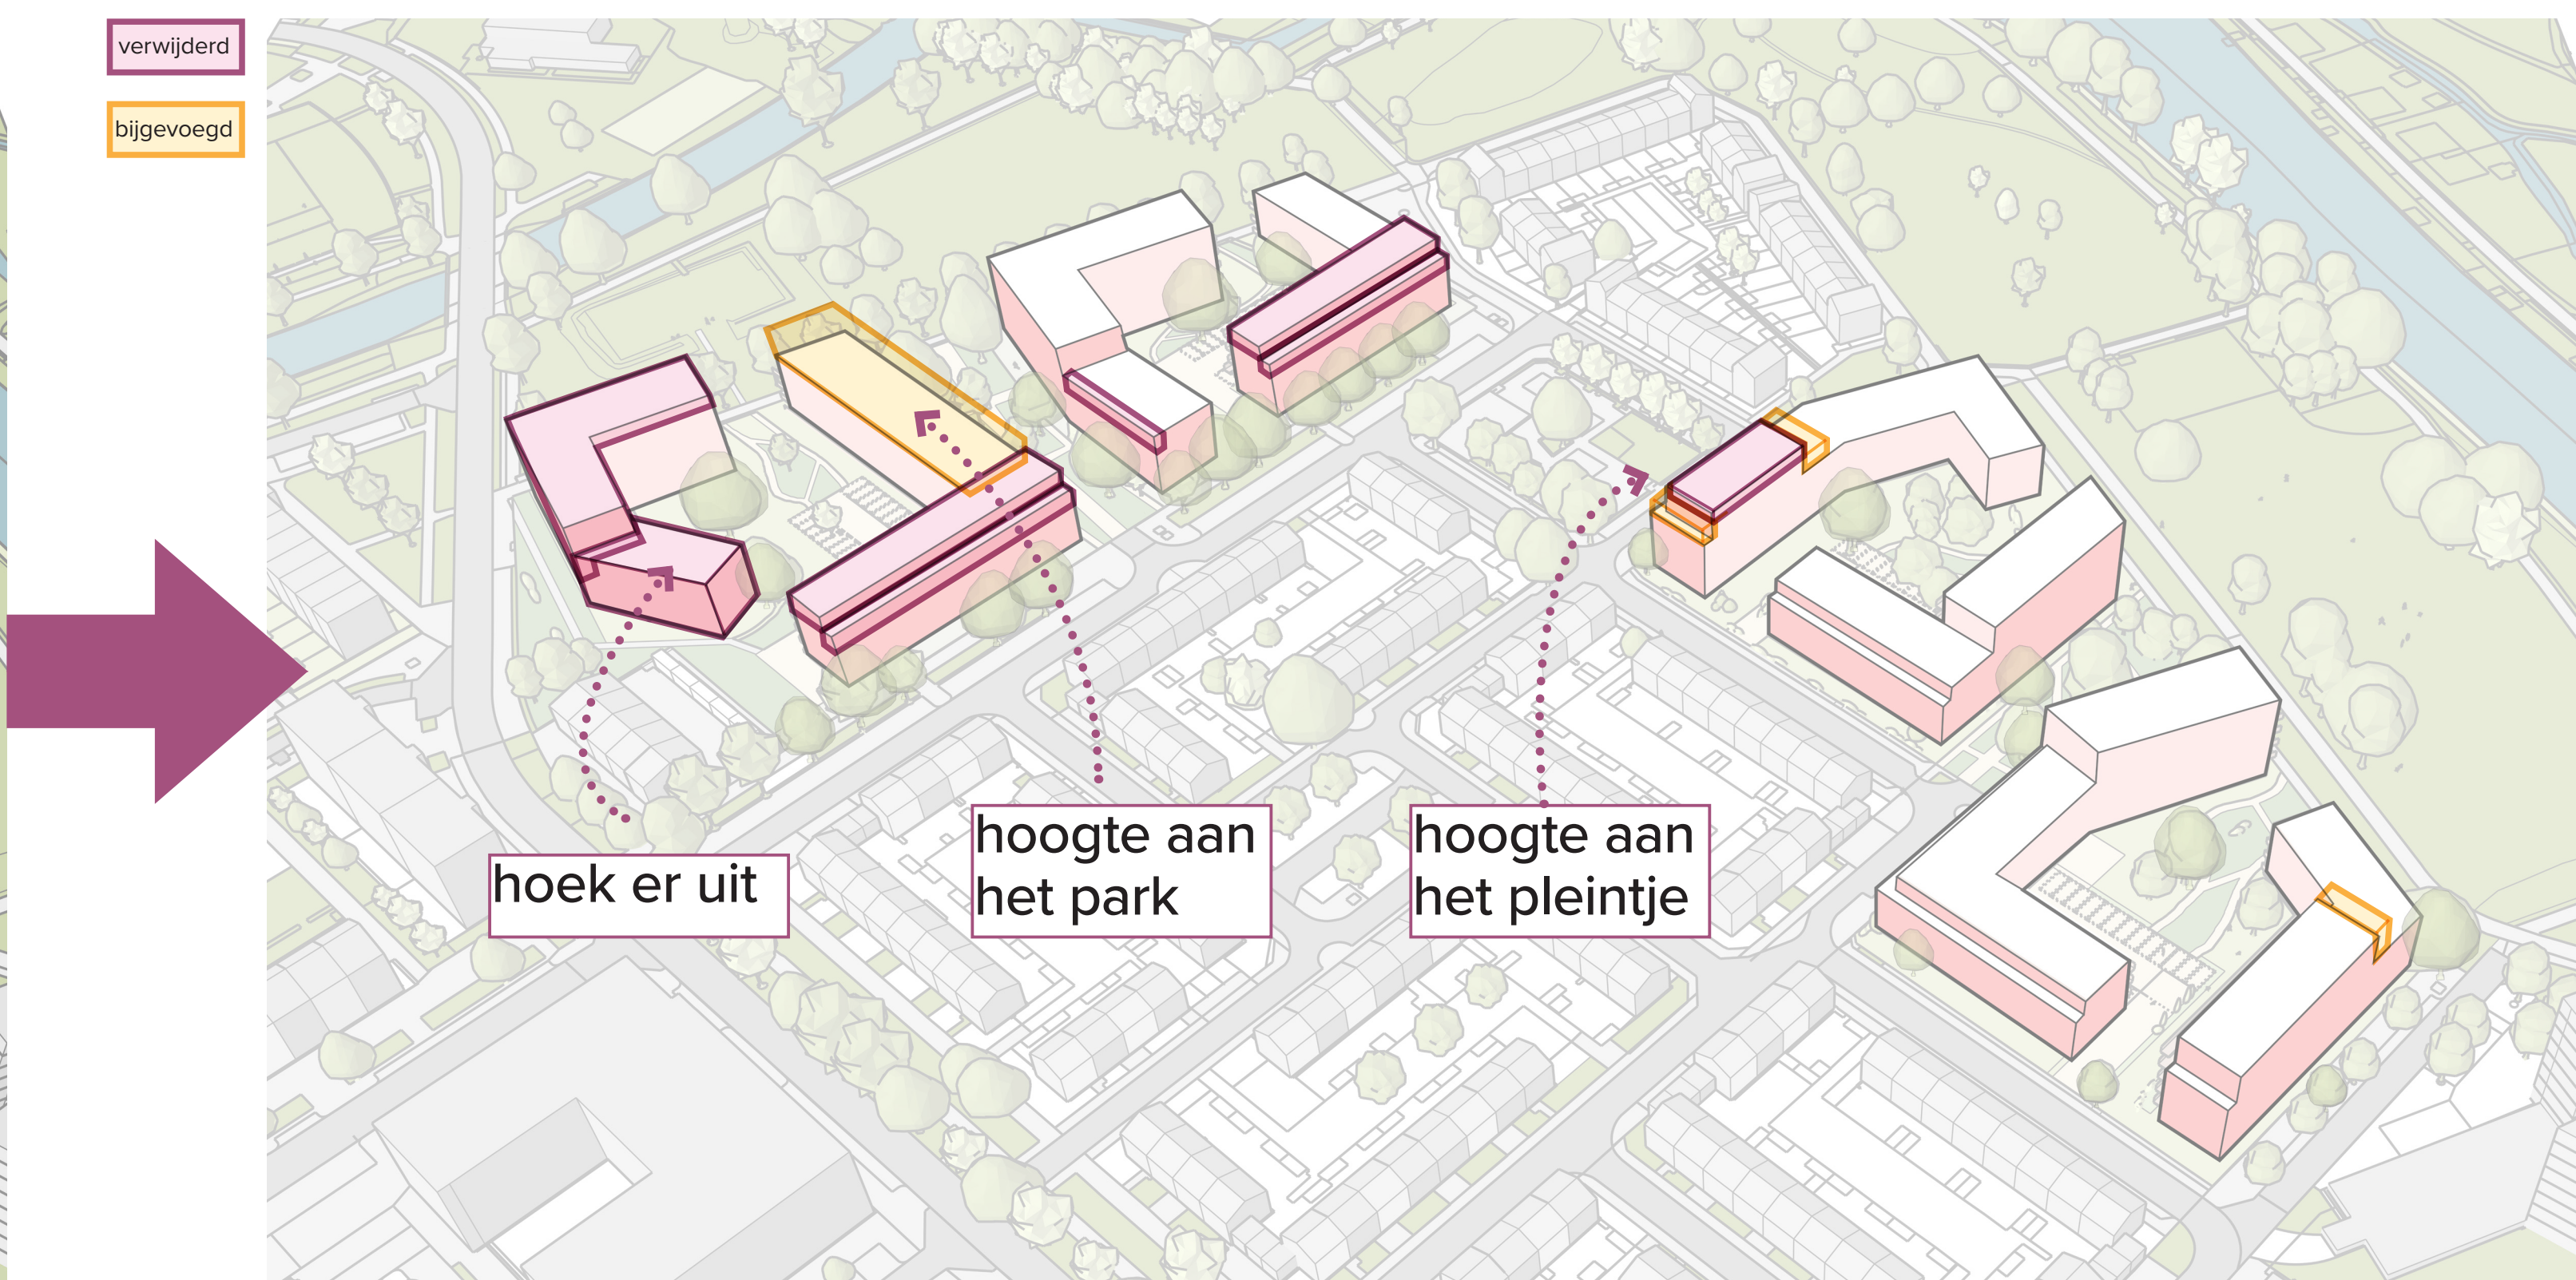 verwijderd
bijgevoegd
hoek er uit
hoogte aan
het park
hoogte aan
het pleintje